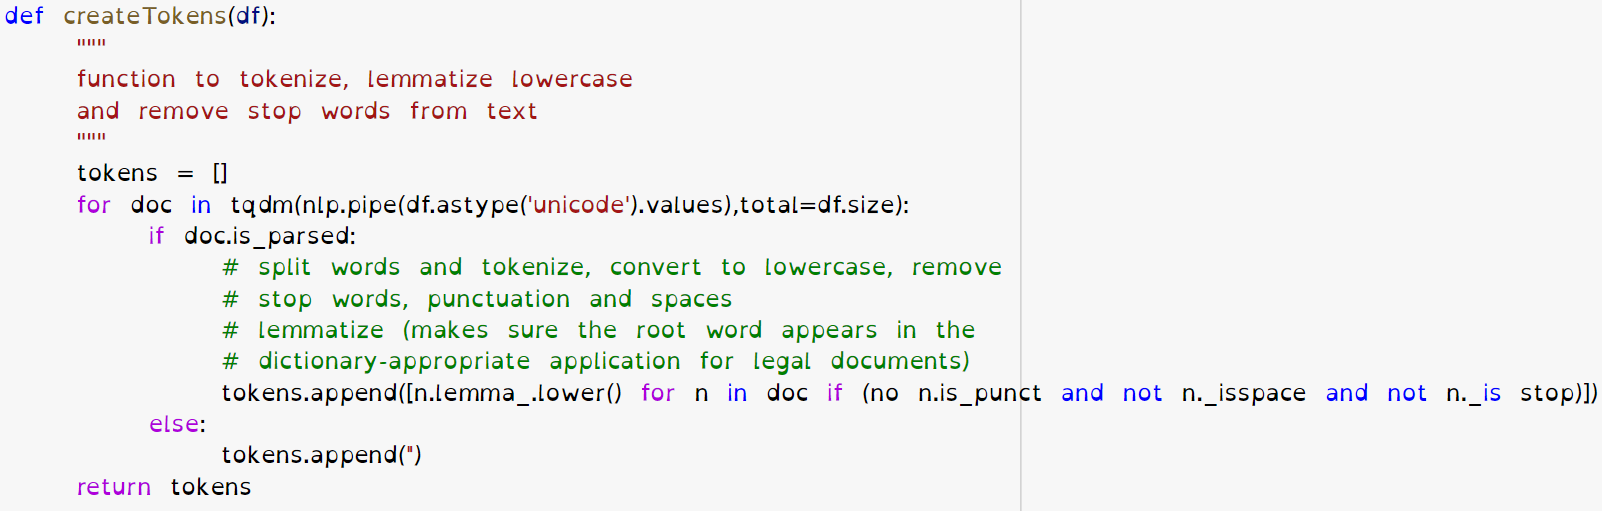 def createTokens(df):
"""
function to tokenize, lemmatize lowercase
and remove stop words from text
"""
tokens = []
for doc in tqdm(nlp.pipe(df.astype('unicode').values),total=df.size):
if doc.is_parsed:
# split words and tokenize, convert to lowercase, remove
# stop words, punctuation and spaces
# lemmatize (makes sure the root word appears in the
# dictionary-appropriate application for legal documents)
tokens.append([n.lemma_.lower() for n in doc if (no n.is_punct and not n._isspace and not n._is stop)])
else:
tokens.append('')
return tokens